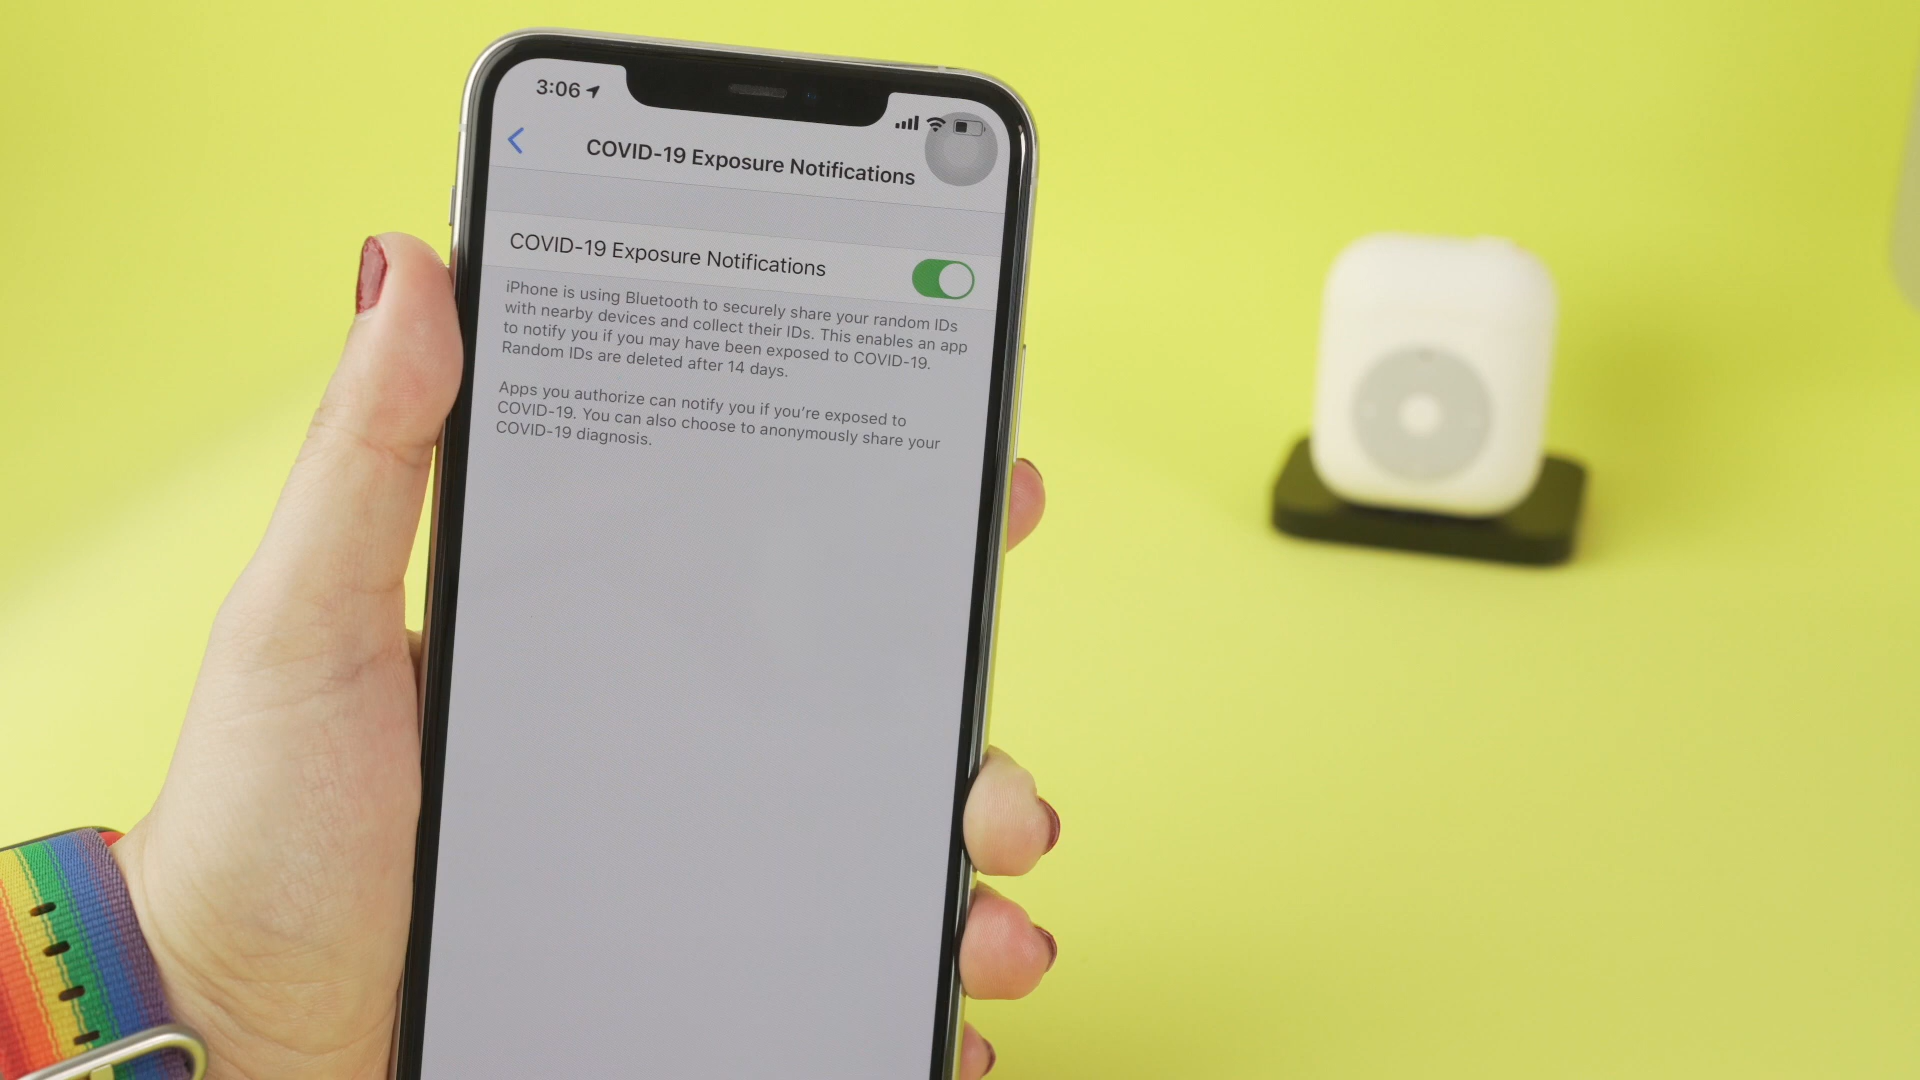 3:06
COVID-19 Exposure Notifications
COVID-19 Exposure Notifications
iPhone is using Bluetooth to securely share your random IDs
with nearby devices and collect their IDs. This enables an app
to notify you if you may have been exposed to COVID-19.
Random IDs are deleted after 14 days.
Apps you authorize can notify you if you're exposed to
COVID-19. You can also choose to anonymously share your
COVID-19 diagnosis.